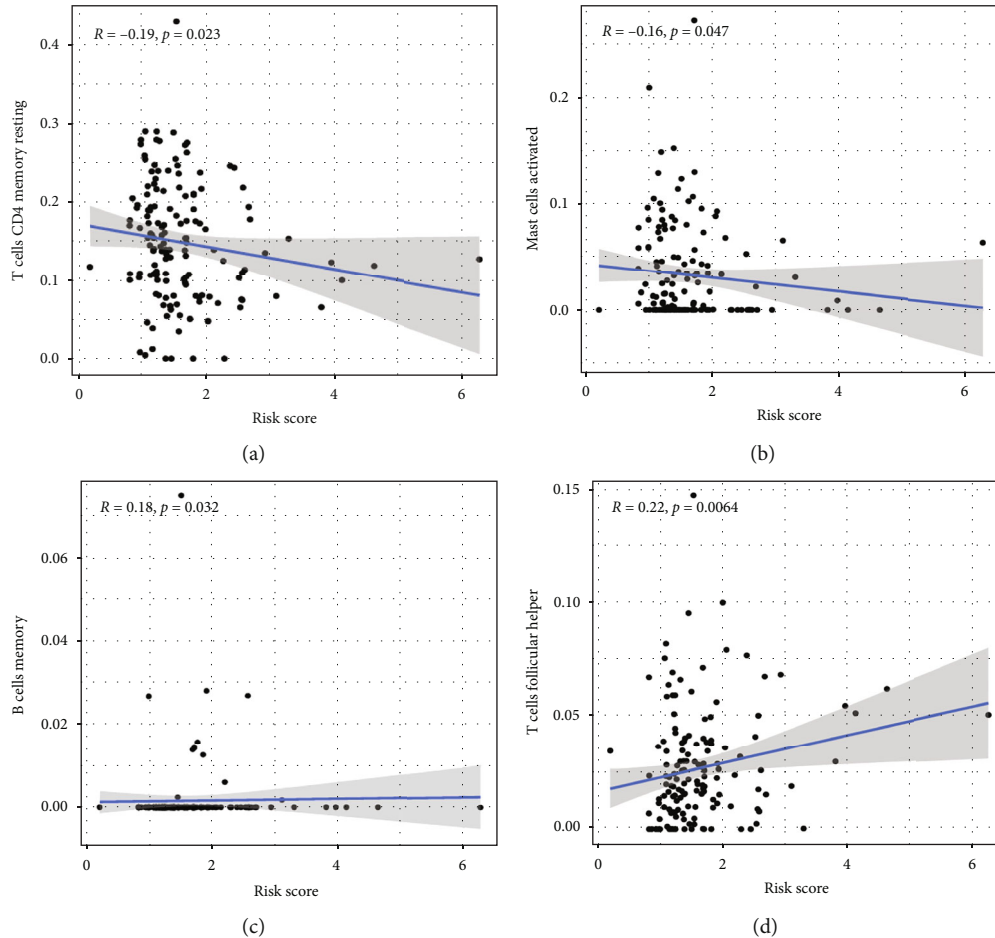 R = –0.19, p = 0.023
T cells CD4 memory resting
0.4
0.3
0.2
0.1
0.0
0 2 4 6
Risk score
(a)
R = –0.16, p = 0.047
Mast cells activated
0.2
0.1
0.0
0 2 4 6
Risk score
(b)
R = 0.18, p = 0.032
B cells memory
0.06
0.04
0.02
0.00
0 2 4 6
Risk score
(c)
R = 0.22, p = 0.0064
T cells follicular helper
0.15
0.10
0.05
0.00
0 2 4 6
Risk score
(d)